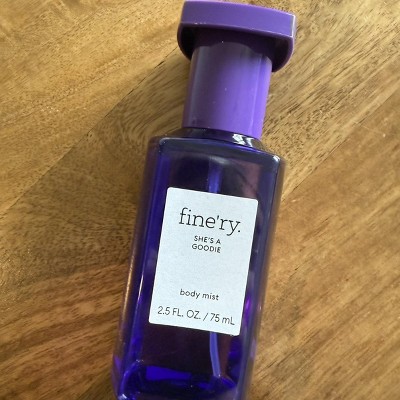 fine'ry.
SHE'S A
GOODIE
body mist
2.5 FL. OZ. / 75 mL